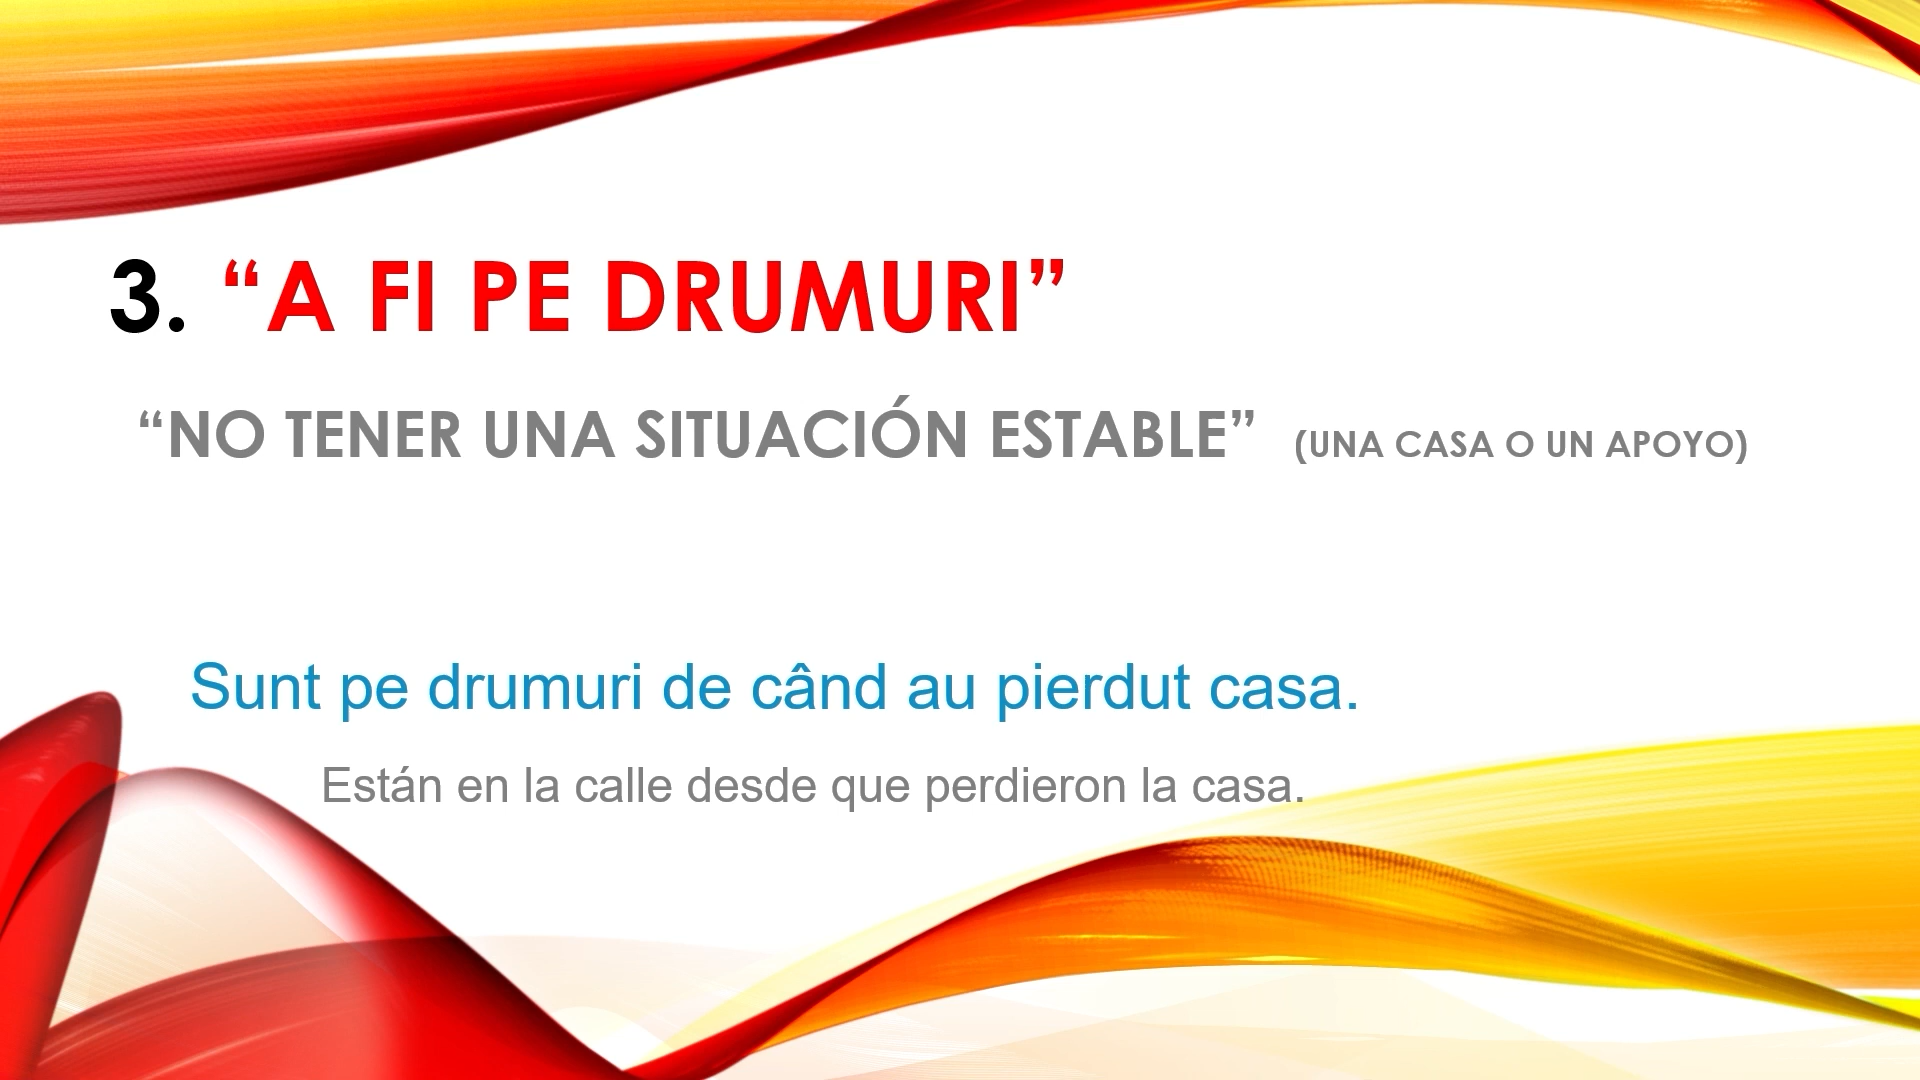 3. “A FI PE DRUMURI”
“NO TENER UNA SITUACIÓN ESTABLE” (UNA CASA O UN APOYO)
Sunt pe drumuri de când au pierdut casa.
Están en la calle desde que perdieron la casa.